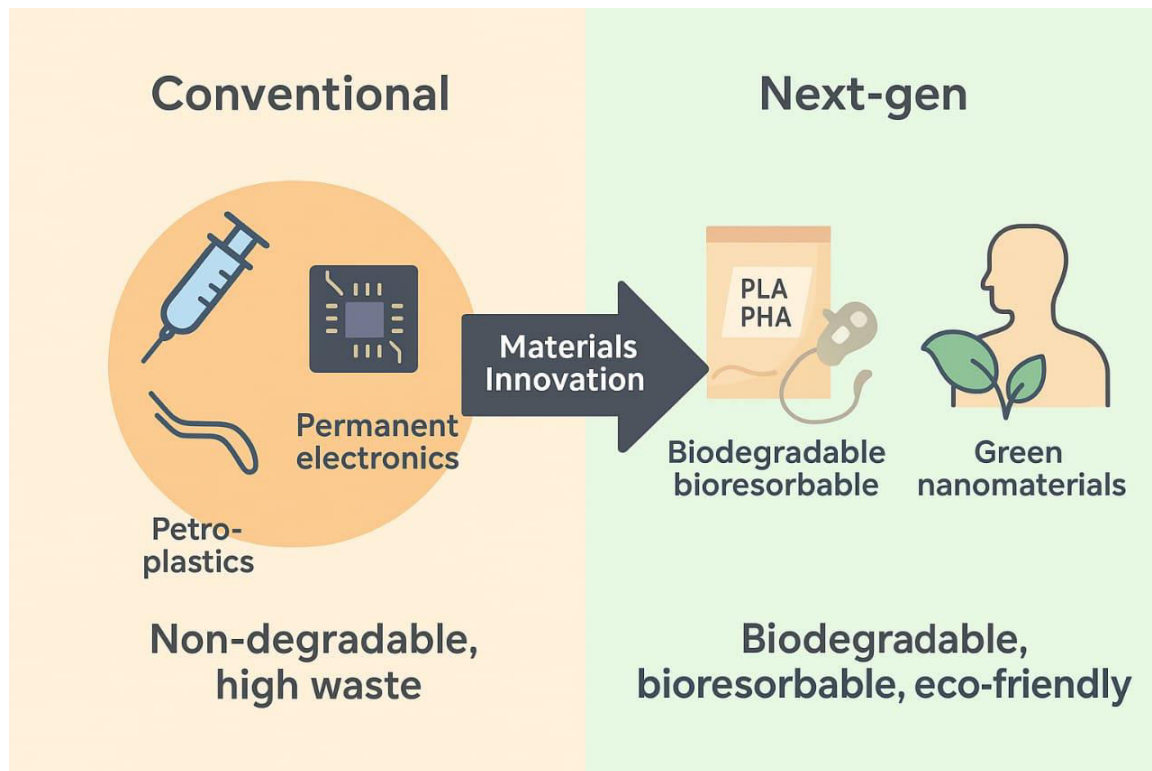 Conventional
Next-gen
Permanent
electronics
Petro-
plastics
Materials
Innovation
PLA
PHA
Biodegradable
bioresorbable
Green
nanomaterials
Non-degradable,
high waste
Biodegradable,
bioresorbable, eco-friendly